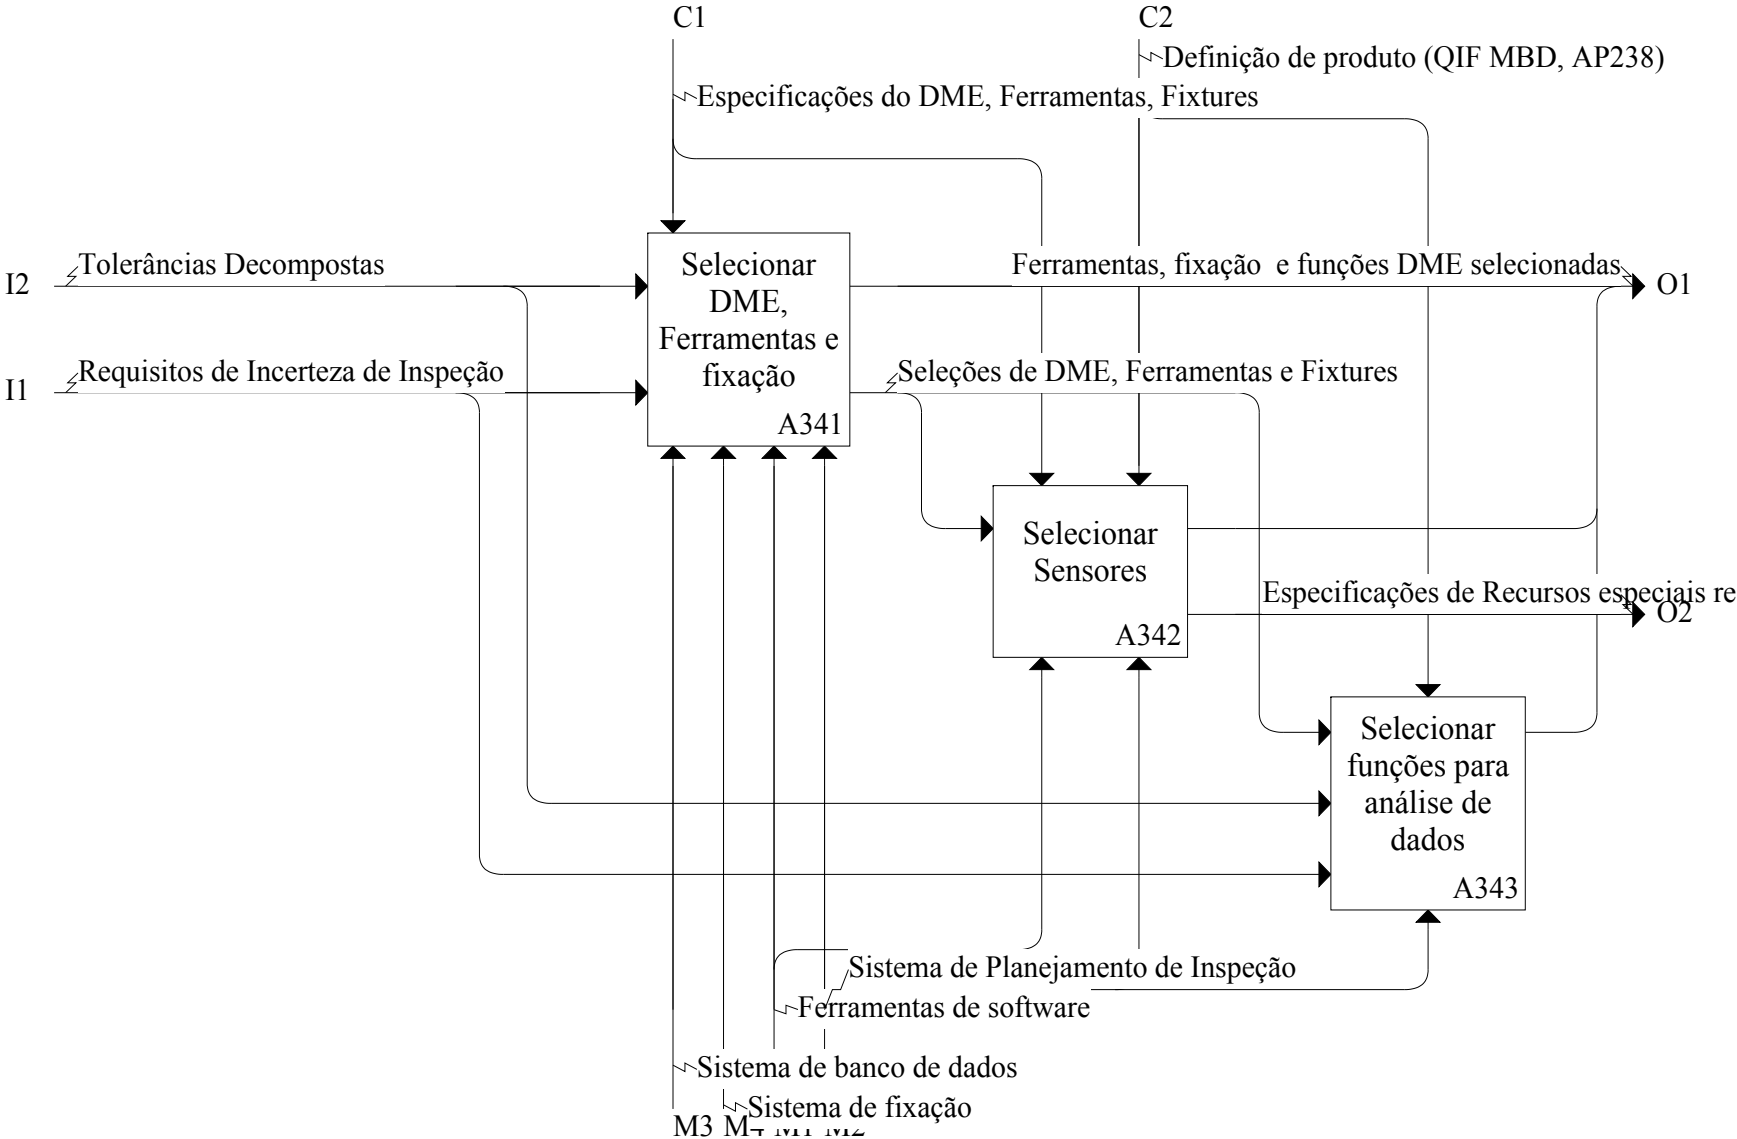 C1
C2
Definição de produto (QIF MBD, AP238)
Especificações do DME, Ferramentas, Fixtures
I2
Tolerâncias Decompostas
Selecionar
DME,
Ferramentas e
fixação
A341
Ferramentas, fixação e funções DME selecionadas
O1
I1
Requisitos de Incerteza de Inspeção
Seleções de DME, Ferramentas e Fixtures
Selecionar
Sensores
A342
Especificações de Recursos especiais re
O2
Selecionar
funções para
análise de
dados
A343
Sistema de Planejamento de Inspeção
Ferramentas de software
Sistema de banco de dados
Sistema de fixação
M3